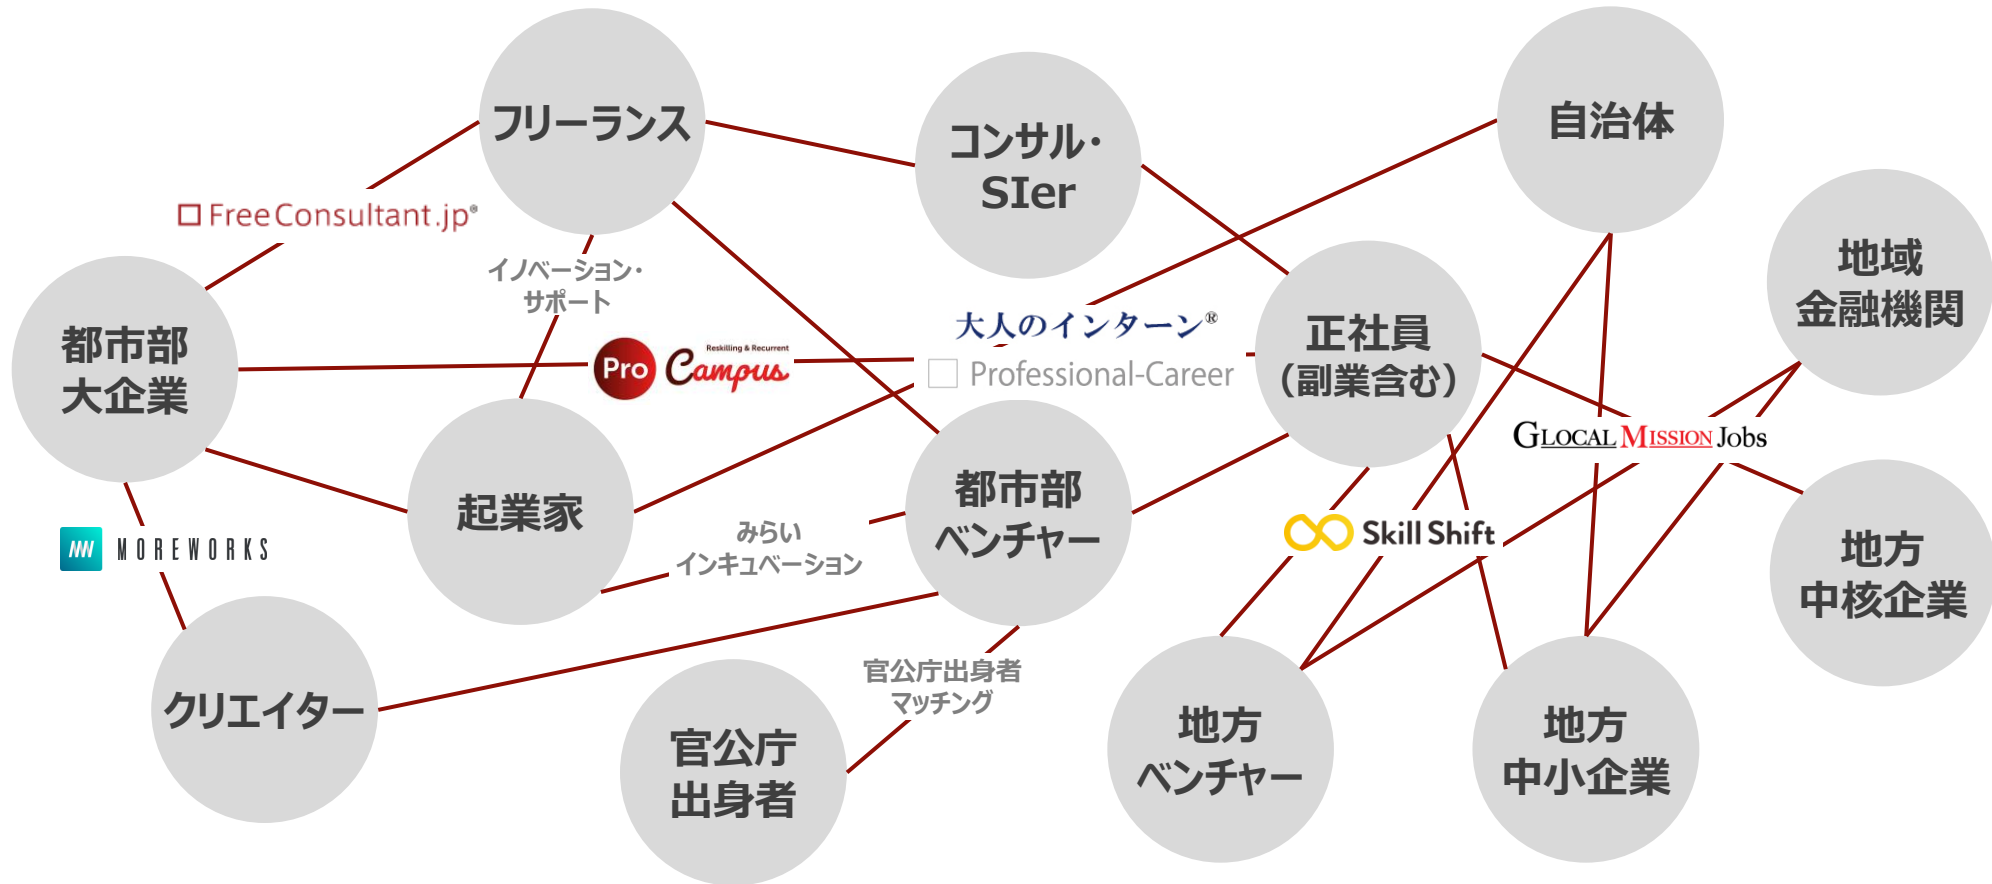 フリーランス
コンサル・
SIer
自治体
FreeConsultant.jp®
地域
金融機関
イノベーション・
サポート
都市部
大企業
大人のインターン®
Professional-Career
正社員
（副業含む）
Reskilling & Recurrent
Pro Campus
GLOCAL MISSION Jobs
起業家
都市部
ベンチャー
みらい
インキュベーション
Skill Shift
MOREWORKS
地方
中核企業
クリエイター
官公庁出身者
マッチング
官公庁
出身者
地方
ベンチャー
地方
中小企業